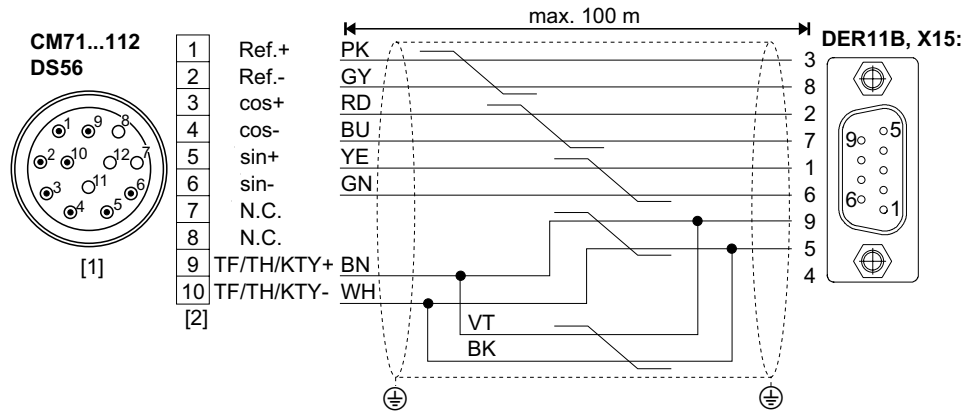 max. 100 m
CM71...112
DS56
DER11B, X15:
1 Ref.+ PK 3
2 Ref.- GY 8
3 cos+ RD 2
4 cos- BU 7
5 sin+ YE 1
6 sin- GN 6
7 N.C. 9
8 N.C. 5
9 TF/TH/KTY+ BN 4
10 TF/TH/KTY- WH
VT
BK
1 9 8
2 10 12 7
3 11 6
4 5
[1]
[2]
9 5
6 1